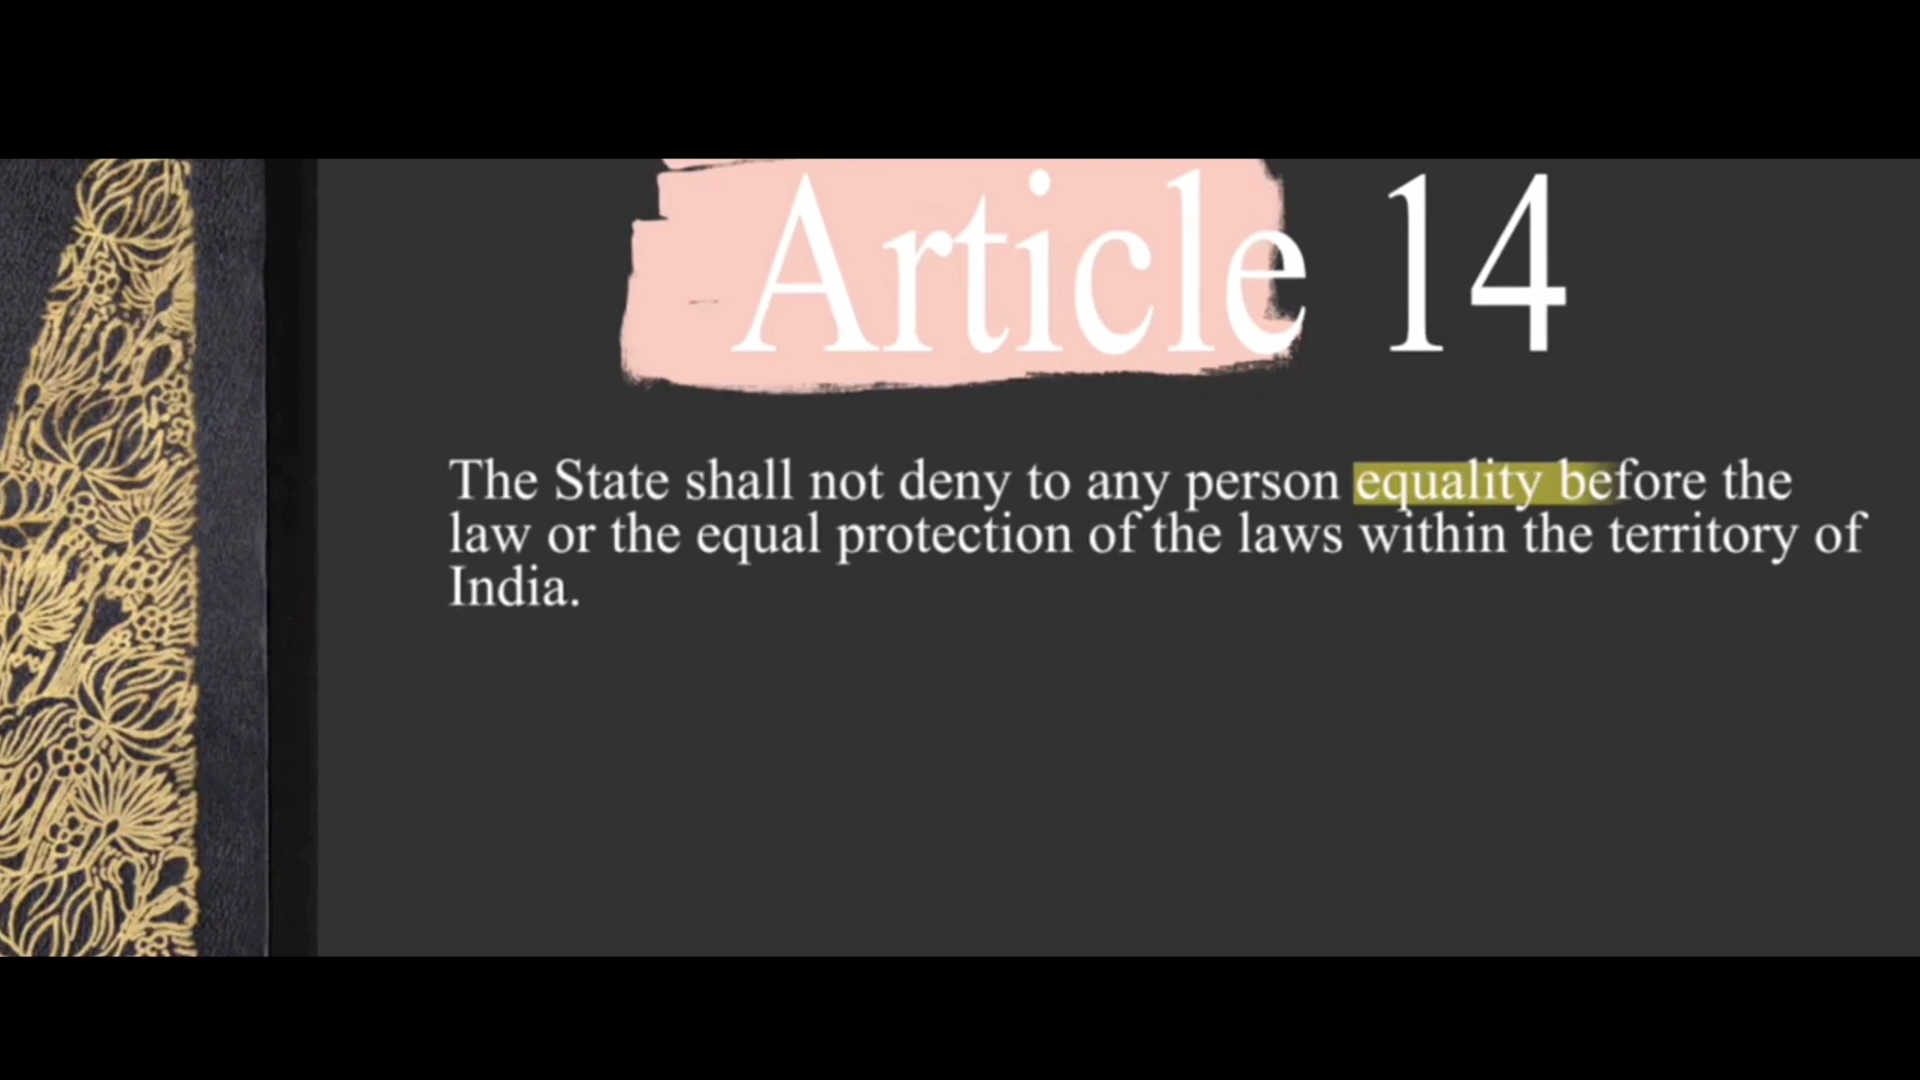 Article 14
The State shall not deny to any person equality before the
law or the equal protection of the laws within the territory of
India.